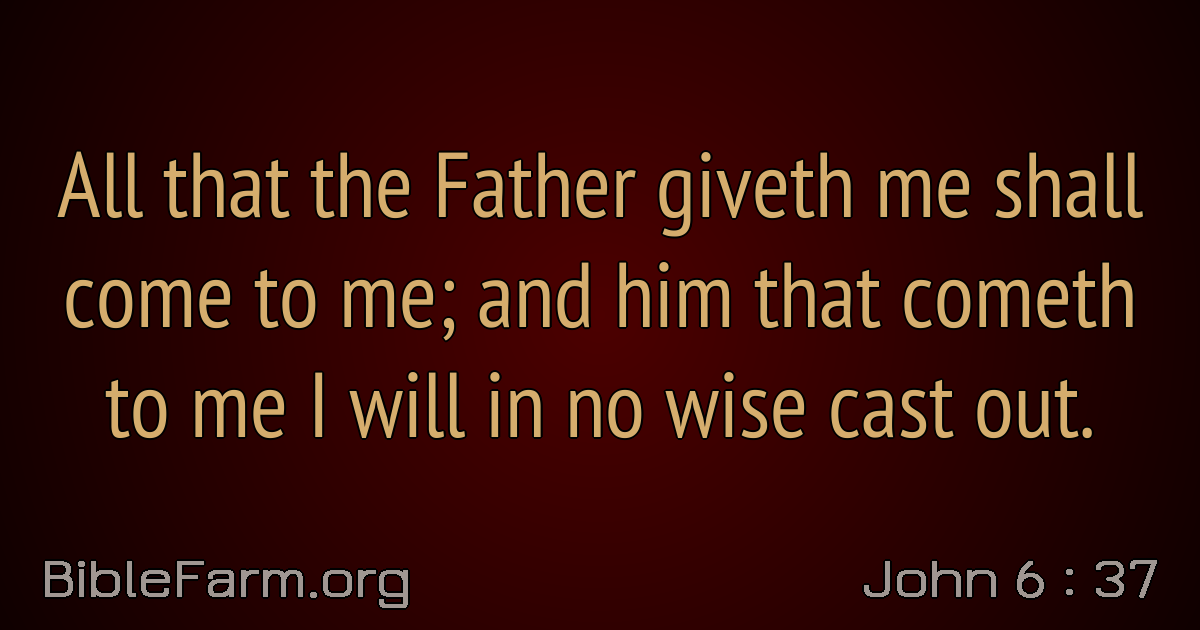 All that the Father giveth me shall
come to me; and him that cometh
to me I will in no wise cast out.
BibleFarm.org
John 6 : 37